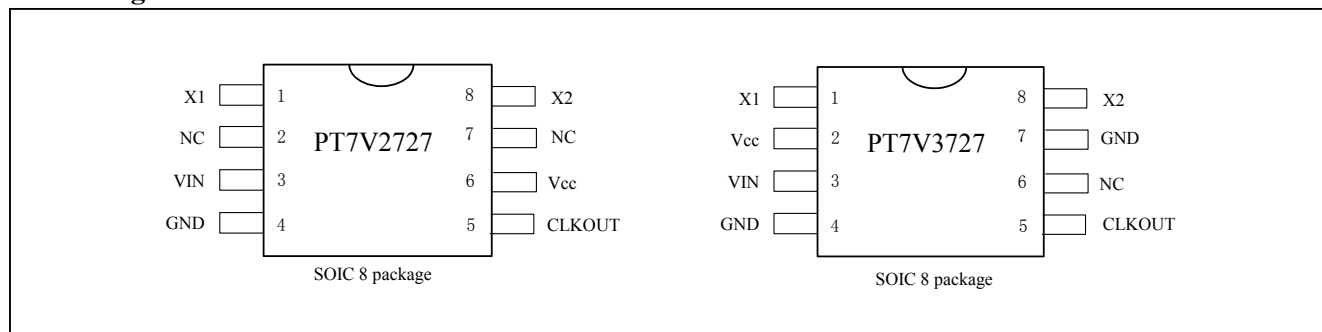 X1 1 8 X2
NC 2 PT7V2727 7 NC
VIN 3 6 Vcc
GND 4 5 CLKOUT
SOIC 8 package
X1 1 8 X2
Vcc 2 PT7V3727 7 GND
VIN 3 6 NC
GND 4 5 CLKOUT
SOIC 8 package